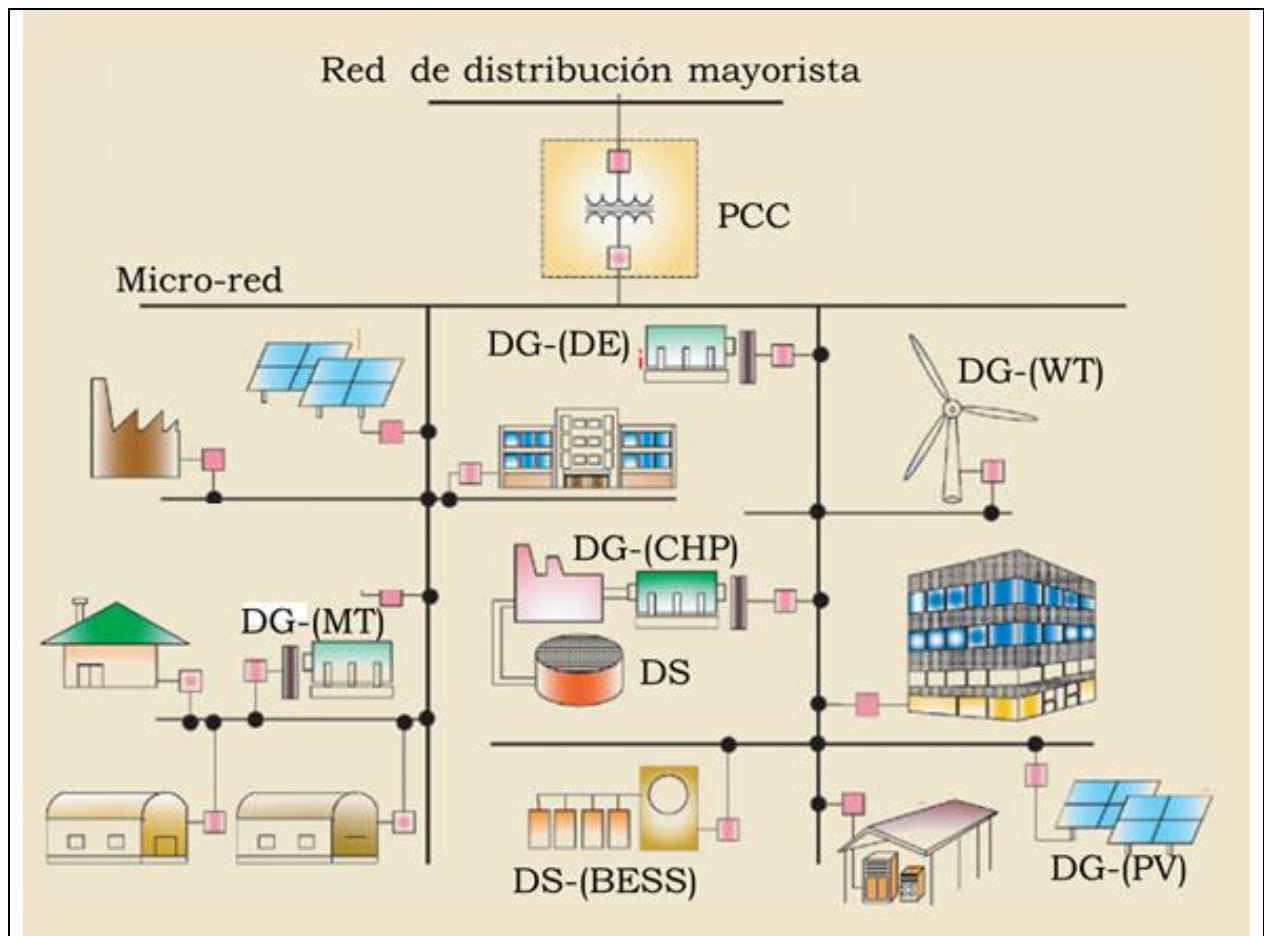 Red de distribución mayorista
PCC
Micro-red
DG-(DE)
DG-(WT)
DG-(CHP)
DG-(MT)
DS
DS-(BESS)
DG-(PV)